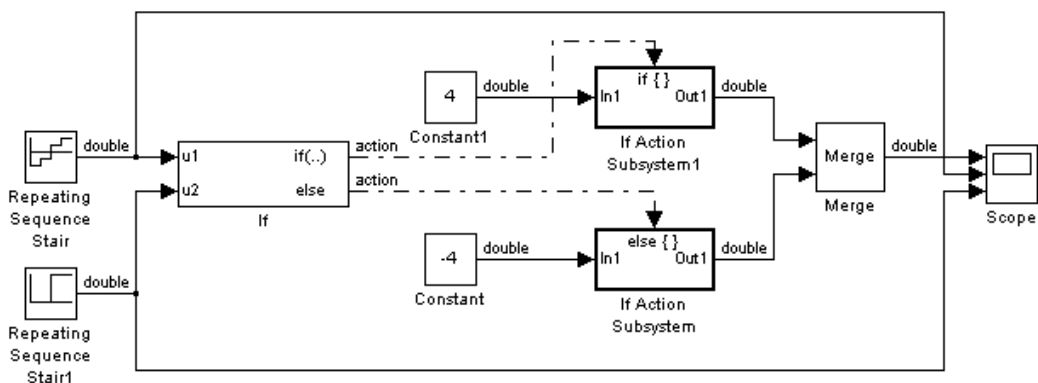 double
Repeating
Sequence
Stair
double
Repeating
Sequence
Stair1
u1
u2
if(..)
else
If
action
action
4
double
Constant1
-4
double
Constant
if { }
In1
Out1
double
If Action
Subsystem1
else { }
In1
Out1
double
If Action
Subsystem
Merge
double
Merge
Scope